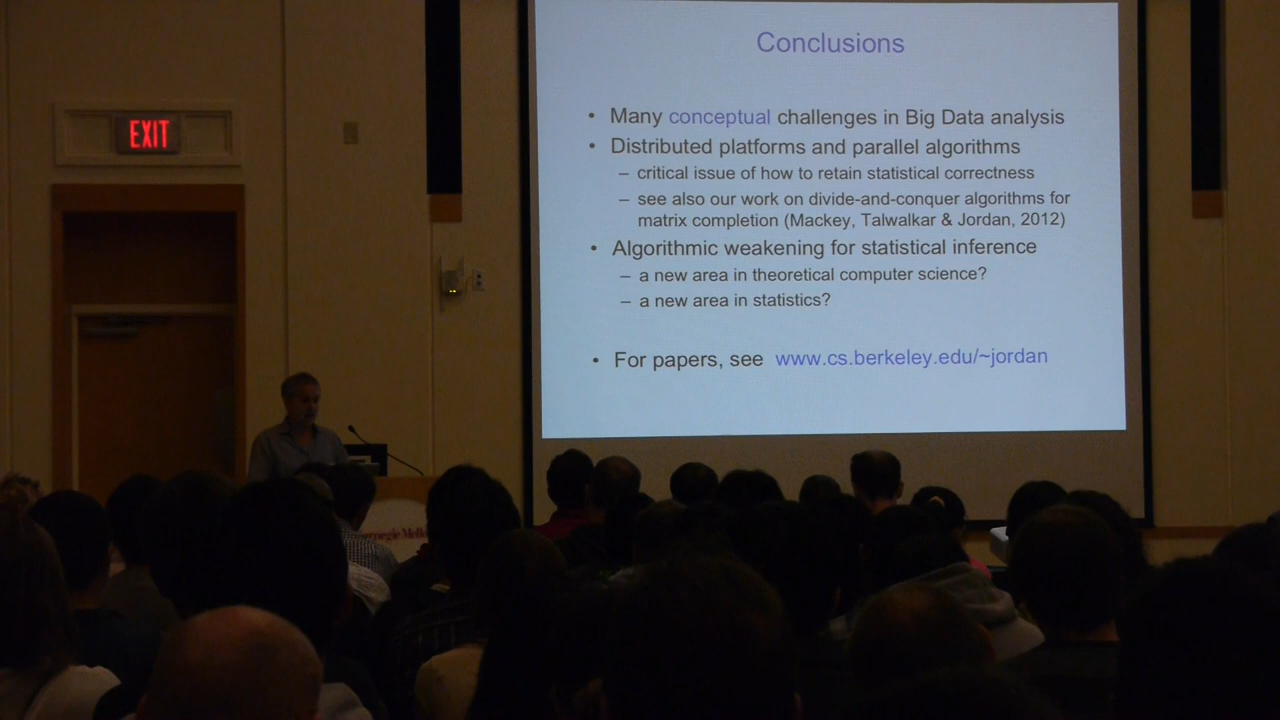 Conclusions
• Many conceptual challenges in Big Data analysis
• Distributed platforms and parallel algorithms
– critical issue of how to retain statistical correctness
– see also our work on divide-and-conquer algorithms for
matrix completion (Mackey, Talwalkar & Jordan, 2012)
• Algorithmic weakening for statistical inference
– a new area in theoretical computer science?
– a new area in statistics?
• For papers, see www.cs.berkeley.edu/~jordan
EXIT